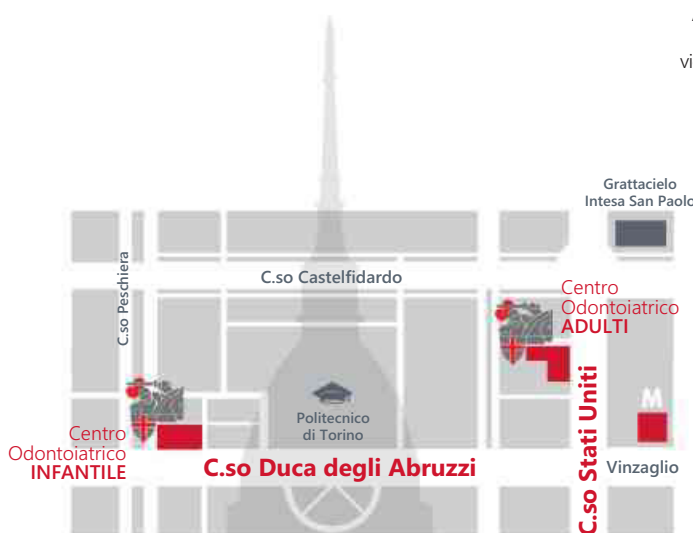 vi
Grattacielo
Intesa San Paolo
C.so Peschiera
C.so Castelfidardo
Centro
Odontoiatrico
ADULTI
C.so Stati Uniti
M
Politecnico
di Torino
Centro
Odontoiatrico
INFANTILE
C.so Duca degli Abruzzi
Vinzaglio